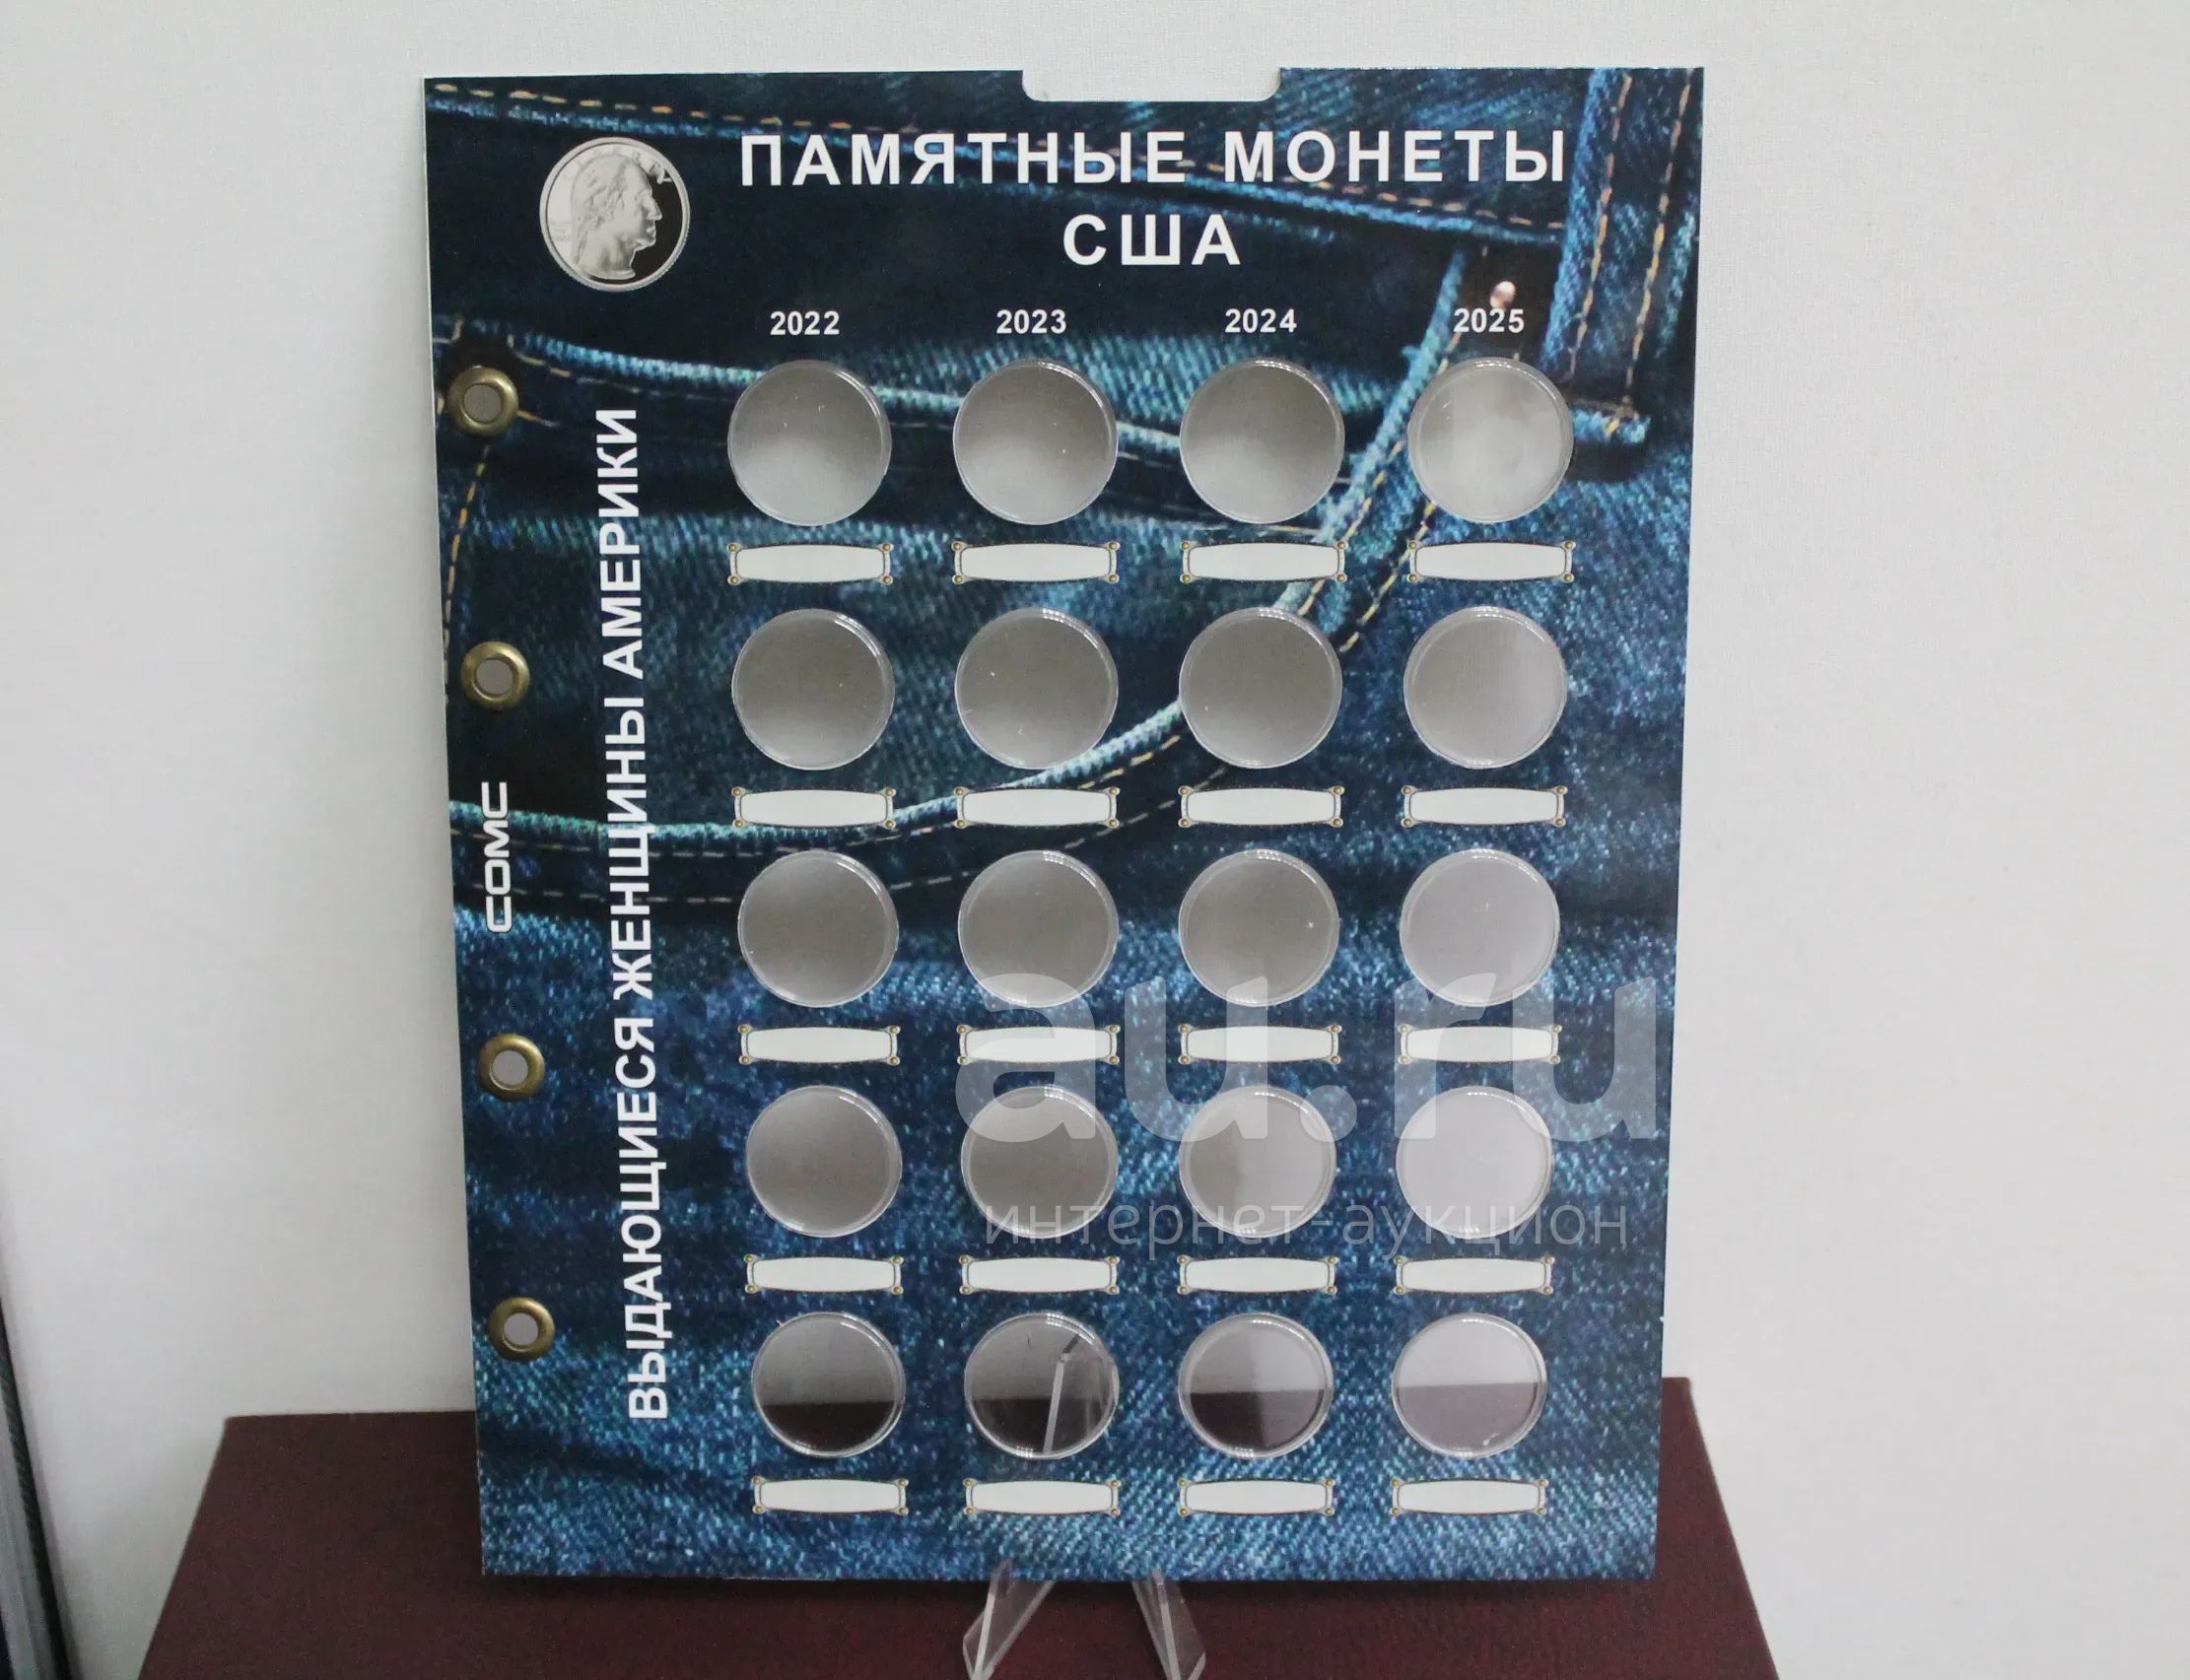 ПАМЯТНЫЕ МОНЕТЫ
США
2022 2023 2024 2025
ВЫДАЮЩИЕСЯ ЖЕНЩИНЫ АМЕРИКИ
СОМС
au.ru
интернет-аукцион